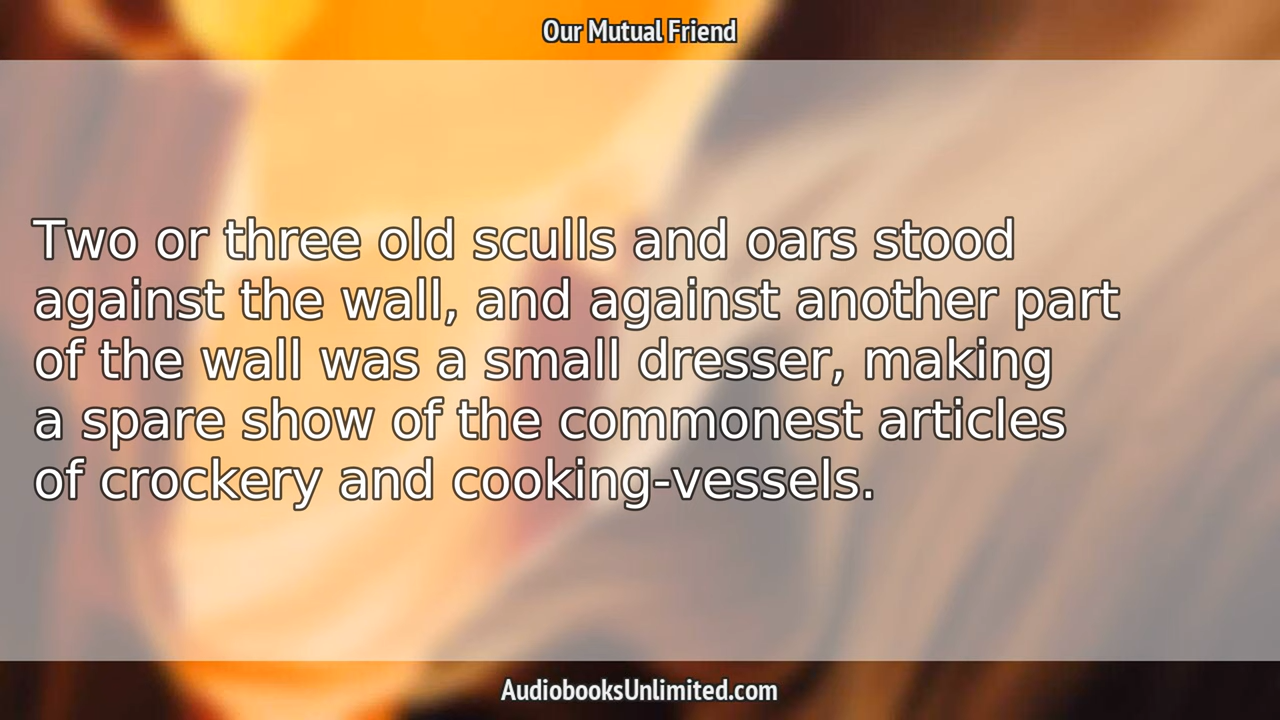 Our Mutual Friend
Two or three old sculls and oars stood
against the wall, and against another part
of the wall was a small dresser, making
a spare show of the commonest articles
of crockery and cooking-vessels.
AudiobooksUnlimited.com